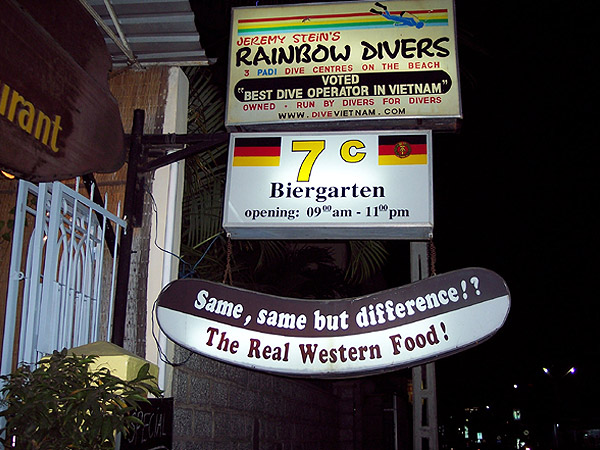 JEREMY STEIN'S
RAINBOW DIVERS
3 PADI DIVE CENTRES ON THE BEACH
VOTED
"BEST DIVE OPERATOR IN VIETNAM"
OWNED - RUN BY DIVERS FOR DIVERS
WWW.DIVEVIETNAM.COM
7c
Biergarten
opening: 09⁰⁰am - 11⁰⁰pm
Same, same but difference!?
The Real Western Food!
SPECIAL